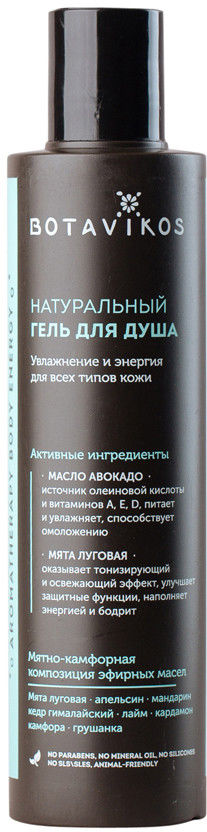 BOTAVIKOS
НАТУРАЛЬНЫЙ
ГЕЛЬ ДЛЯ ДУША
Увлажнение и энергия
для всех типов кожи
Активные ингредиенты
· МАСЛО АВОКАДО ·
источник олеиновой кислоты
и витаминов А, Е, D, питает
и увлажняет, способствует
омоложению
· МЯТА ЛУГОВАЯ ·
оказывает тонизирующий
и освежающий эффект, улучшает
защитные функции, наполняет
энергией и бодрит
Мятно-камфорная
композиция эфирных масел
Мята луговая · апельсин · мандарин
кедр гималайский · лайм · кардамон
камфора · грушанка
NO PARABENS, NO MINERAL OIL, NO SILICONES
NO SLS\SLES, ANIMAL-FRIENDLY
AROMATHERAPY BODY ENERGY